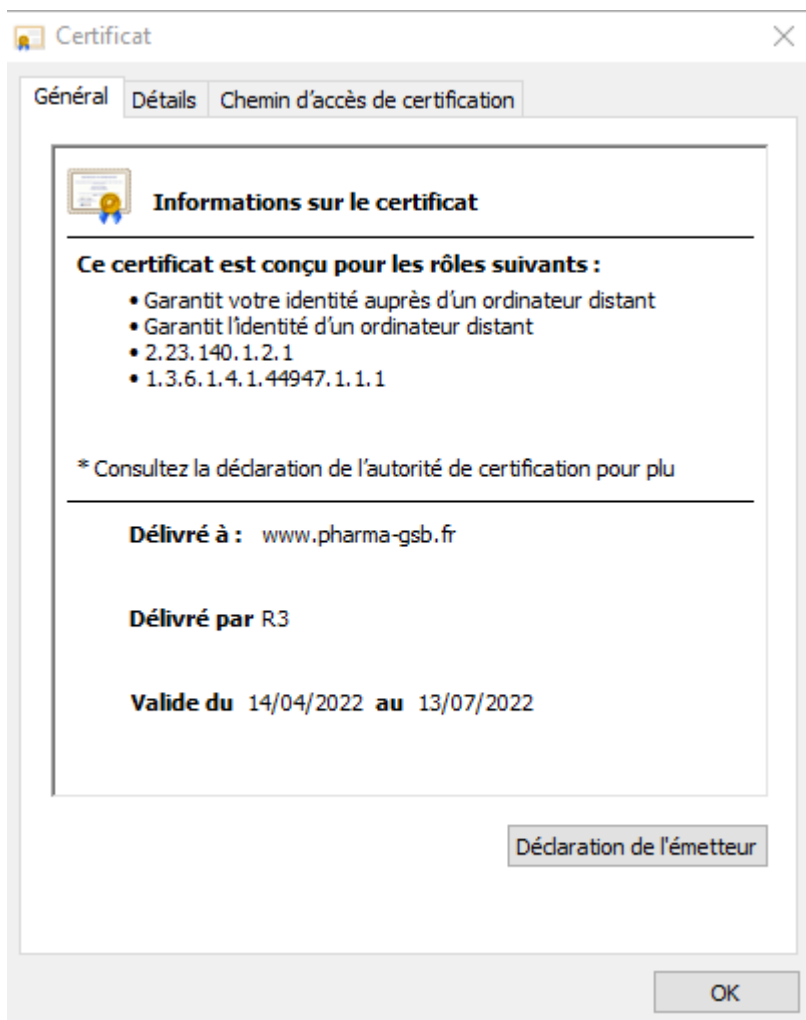 Certificat
Général Détails Chemin d'accès de certification
Informations sur le certificat
Ce certificat est conçu pour les rôles suivants :
• Garantit votre identité auprès d'un ordinateur distant
• Garantit l'identité d'un ordinateur distant
• 2.23.140.1.2.1
• 1.3.6.1.4.1.44947.1.1.1
* Consultez la déclaration de l'autorité de certification pour plu
Délivré à : www.pharma-gsb.fr
Délivré par R3
Valide du 14/04/2022 au 13/07/2022
Déclaration de l'émetteur
OK